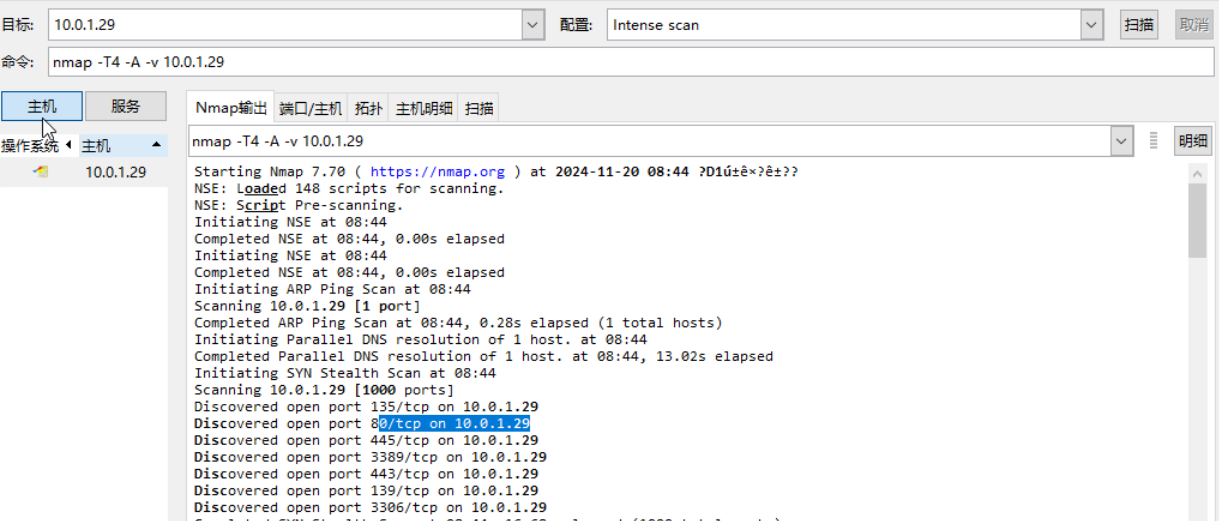 目标: 10.0.1.29 配置: Intense scan 扫描 取消
命令: nmap -T4 -A -v 10.0.1.29
主机 服务 Nmap输出 端口/主机 拓扑 主机明细 扫描
操作系统 主机 nmap -T4 -A -v 10.0.1.29 明细
10.0.1.29
Starting Nmap 7.70 ( https://nmap.org ) at 2024-11-20 08:44 ?D1ú±ê×?ê±??
NSE: Loaded 148 scripts for scanning.
NSE: Script Pre-scanning.
Initiating NSE at 08:44
Completed NSE at 08:44, 0.00s elapsed
Initiating NSE at 08:44
Completed NSE at 08:44, 0.00s elapsed
Initiating ARP Ping Scan at 08:44
Scanning 10.0.1.29 [1 port]
Completed ARP Ping Scan at 08:44, 0.28s elapsed (1 total hosts)
Initiating Parallel DNS resolution of 1 host. at 08:44
Completed Parallel DNS resolution of 1 host. at 08:44, 13.02s elapsed
Initiating SYN Stealth Scan at 08:44
Scanning 10.0.1.29 [1000 ports]
Discovered open port 135/tcp on 10.0.1.29
Discovered open port 80/tcp on 10.0.1.29
Discovered open port 445/tcp on 10.0.1.29
Discovered open port 3389/tcp on 10.0.1.29
Discovered open port 443/tcp on 10.0.1.29
Discovered open port 139/tcp on 10.0.1.29
Discovered open port 3306/tcp on 10.0.1.29